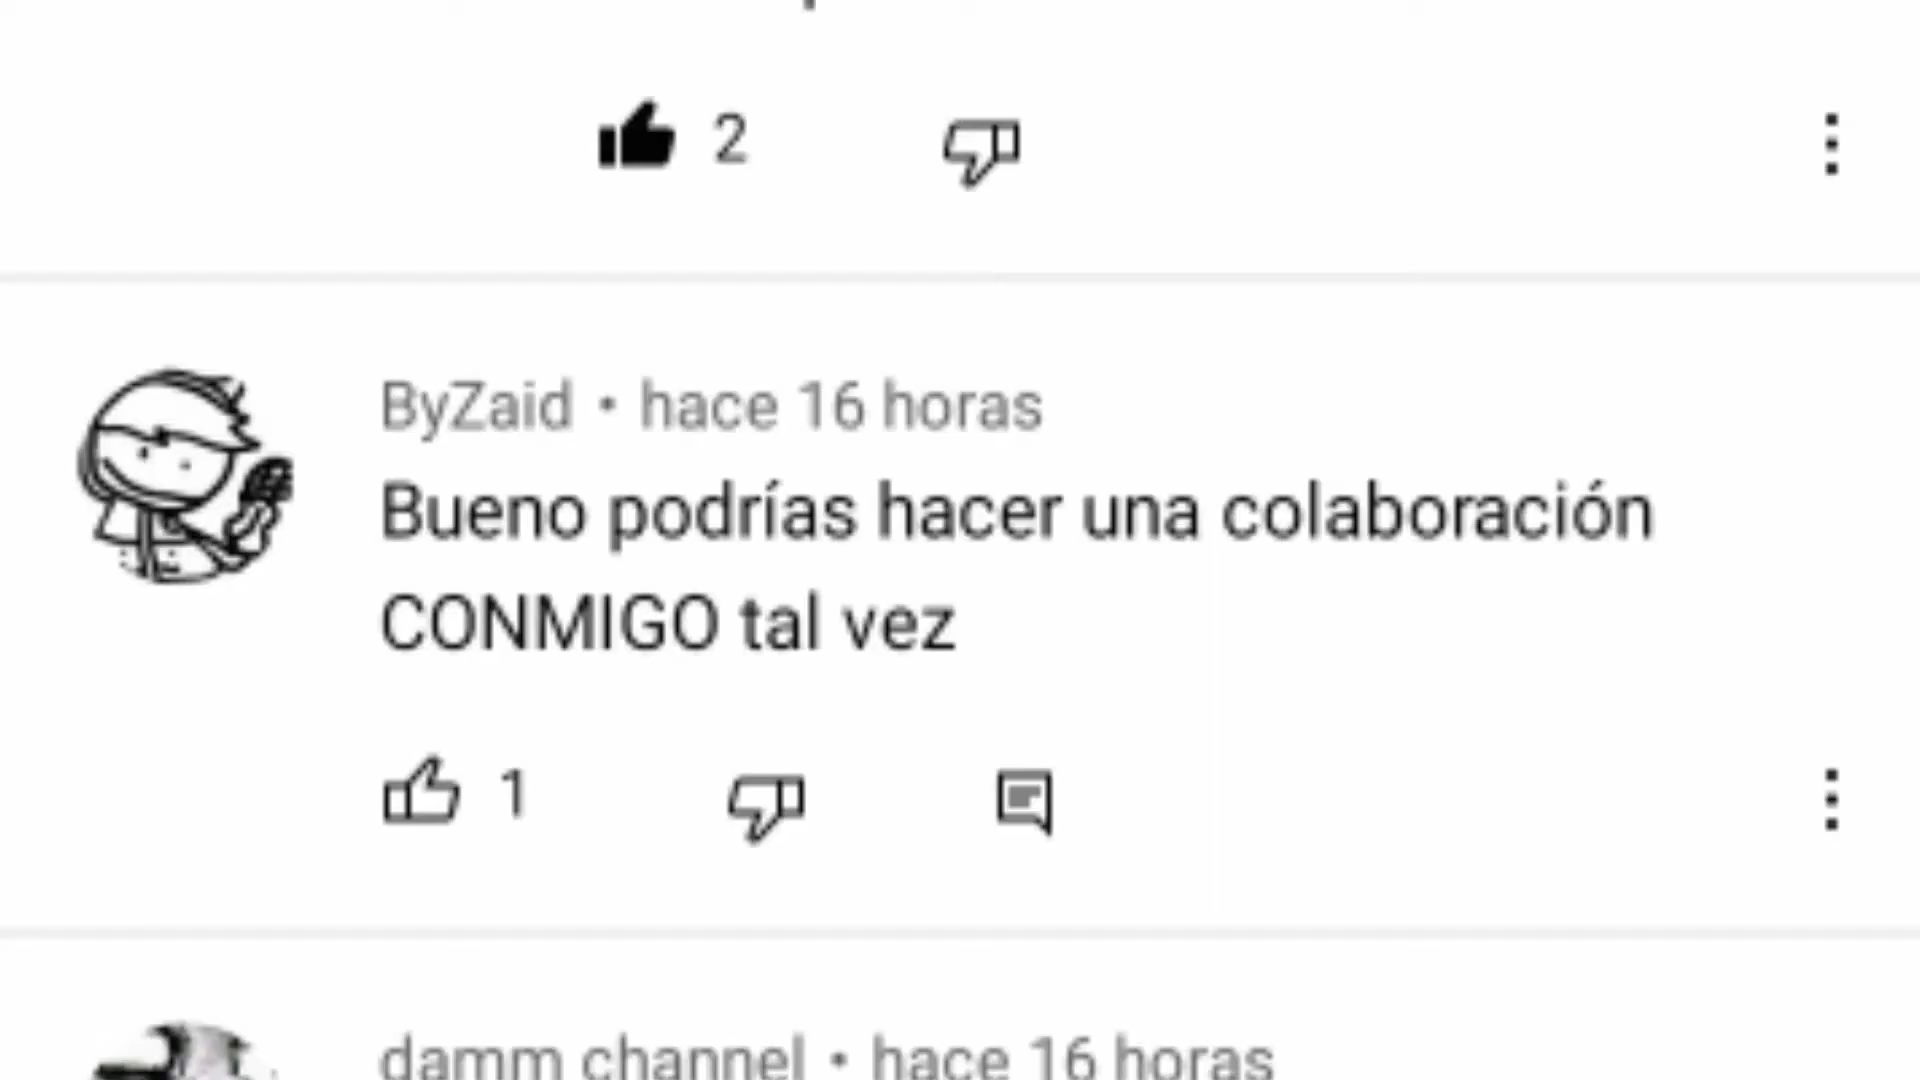 2
ByZaid • hace 16 horas
Bueno podrías hacer una colaboración
CONMIGO tal vez
1
damm channel • hace 16 horas